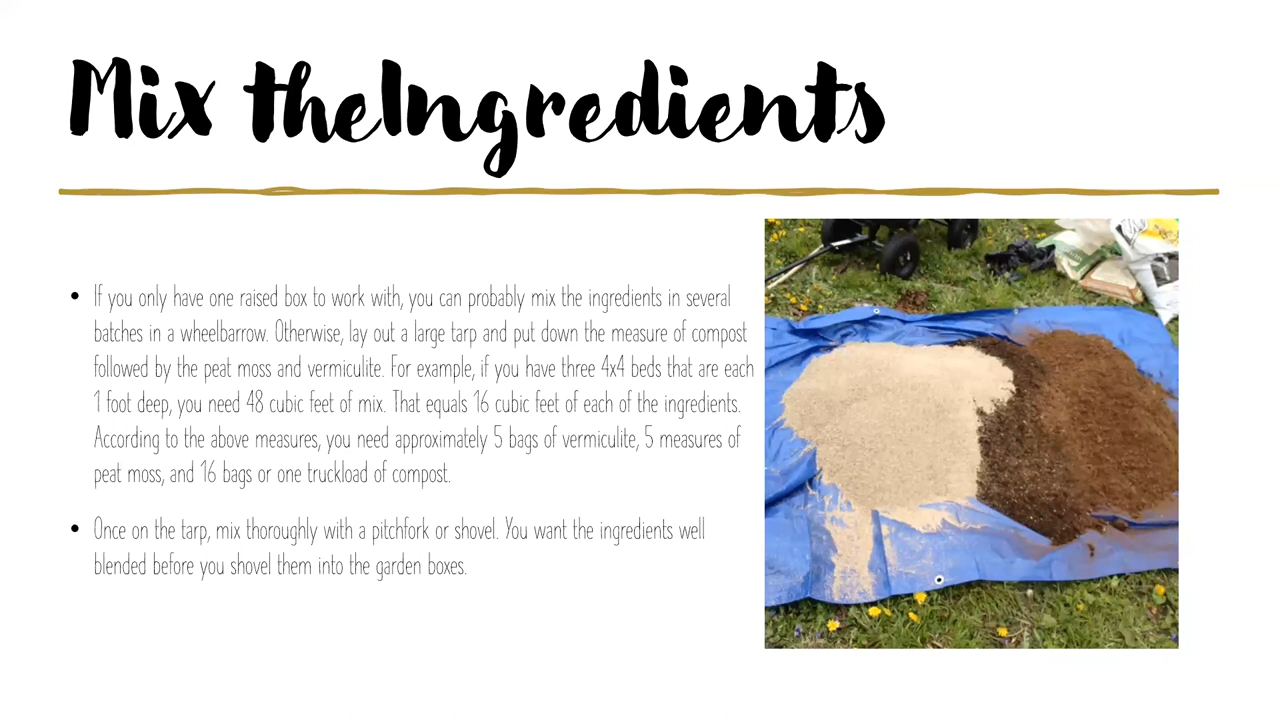 Mix theIngredients
• If you only have one raised box to work with, you can probably mix the ingredients in several
batches in a wheelbarrow. Otherwise, lay out a large tarp and put down the measure of compost
followed by the peat moss and vermiculite. For example, if you have three 4x4 beds that are each
1 foot deep, you need 48 cubic feet of mix. That equals 16 cubic feet of each of the ingredients.
According to the above measures, you need approximately 5 bags of vermiculite, 5 measures of
peat moss, and 16 bags or one truckload of compost.
• Once on the tarp, mix thoroughly with a pitchfork or shovel. You want the ingredients well
blended before you shovel them into the garden boxes.